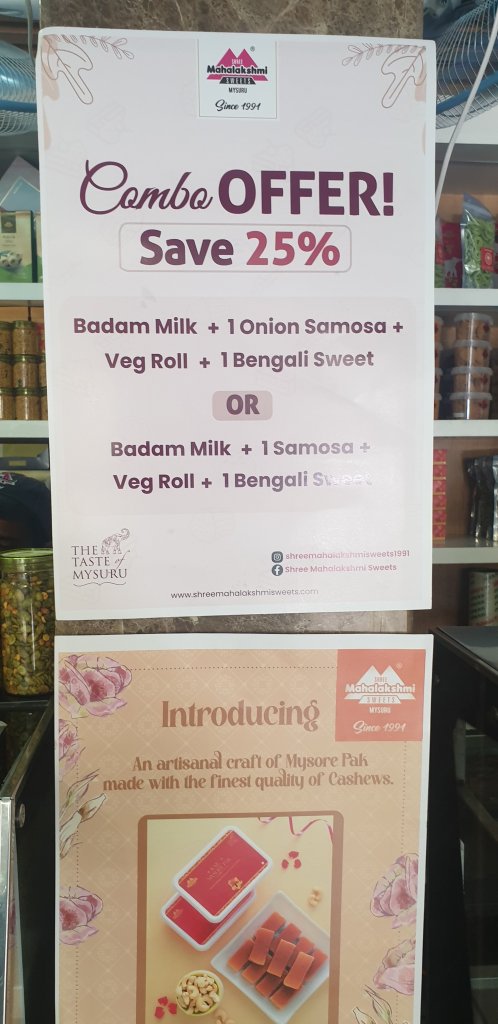 SHREE
Mahalakshmi
SWEETS
MYSURU
Since 1991
Combo OFFER!
Save 25%
Badam Milk + 1 Onion Samosa +
Veg Roll + 1 Bengali Sweet
OR
Badam Milk + 1 Samosa +
Veg Roll + 1 Bengali Sweet
THE
TASTE of
MYSURU
shreemahalakshmisweets1991
Shree Mahalakshmi Sweets
www.shreemahalakshmisweets.com
SHREE
Mahalakshmi
SWEETS
MYSURU
Since 1991
Introducing
An artisanal craft of Mysore Pak
made with the finest quality of Cashews.